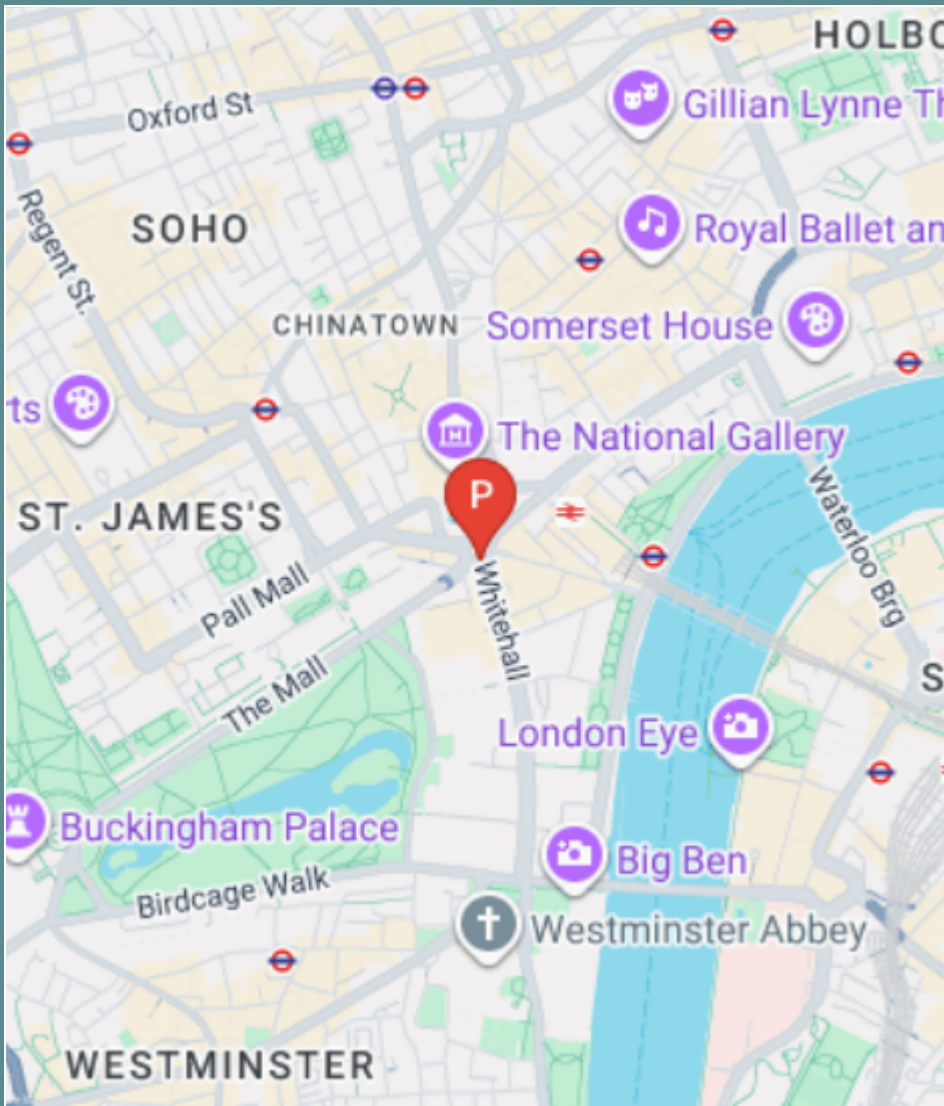 HOLBO
Oxford St
Gillian Lynne Th
Regent St.
SOHO
Royal Ballet an
CHINATOWN
Somerset House
rts
The National Gallery
P
ST. JAMES'S
Waterloo Brg
Pall Mall
Whitehall
The Mall
S
London Eye
Buckingham Palace
Big Ben
Birdcage Walk
Westminster Abbey
WESTMINSTER